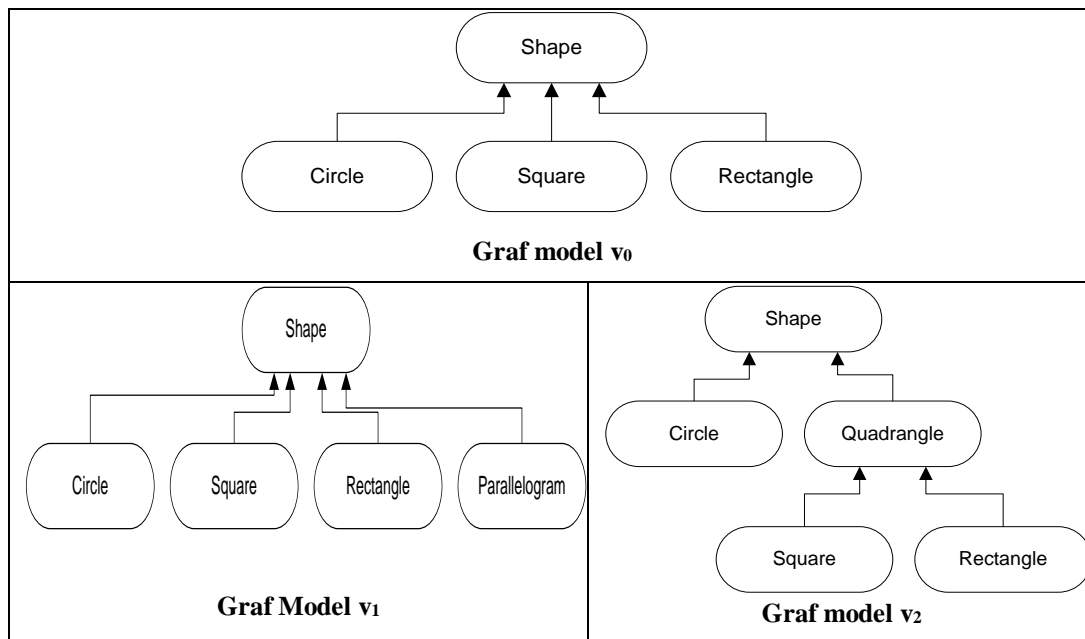 Shape
Circle Square Rectangle
Graf model v₀
Shape
Circle Square Rectangle Parallelogram
Graf Model v₁
Shape
Circle Quadrangle
Square Rectangle
Graf model v₂